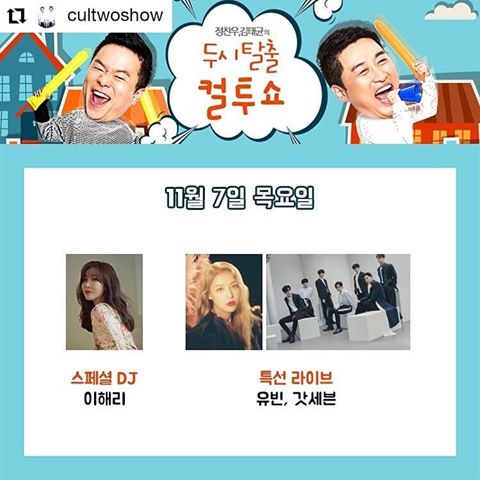 cultwoshow
정찬우, 김태균의
두시탈출
컬투쇼
11월 7일 목요일
스페셜 DJ
이해리
특선 라이브
유빈, 갓세븐